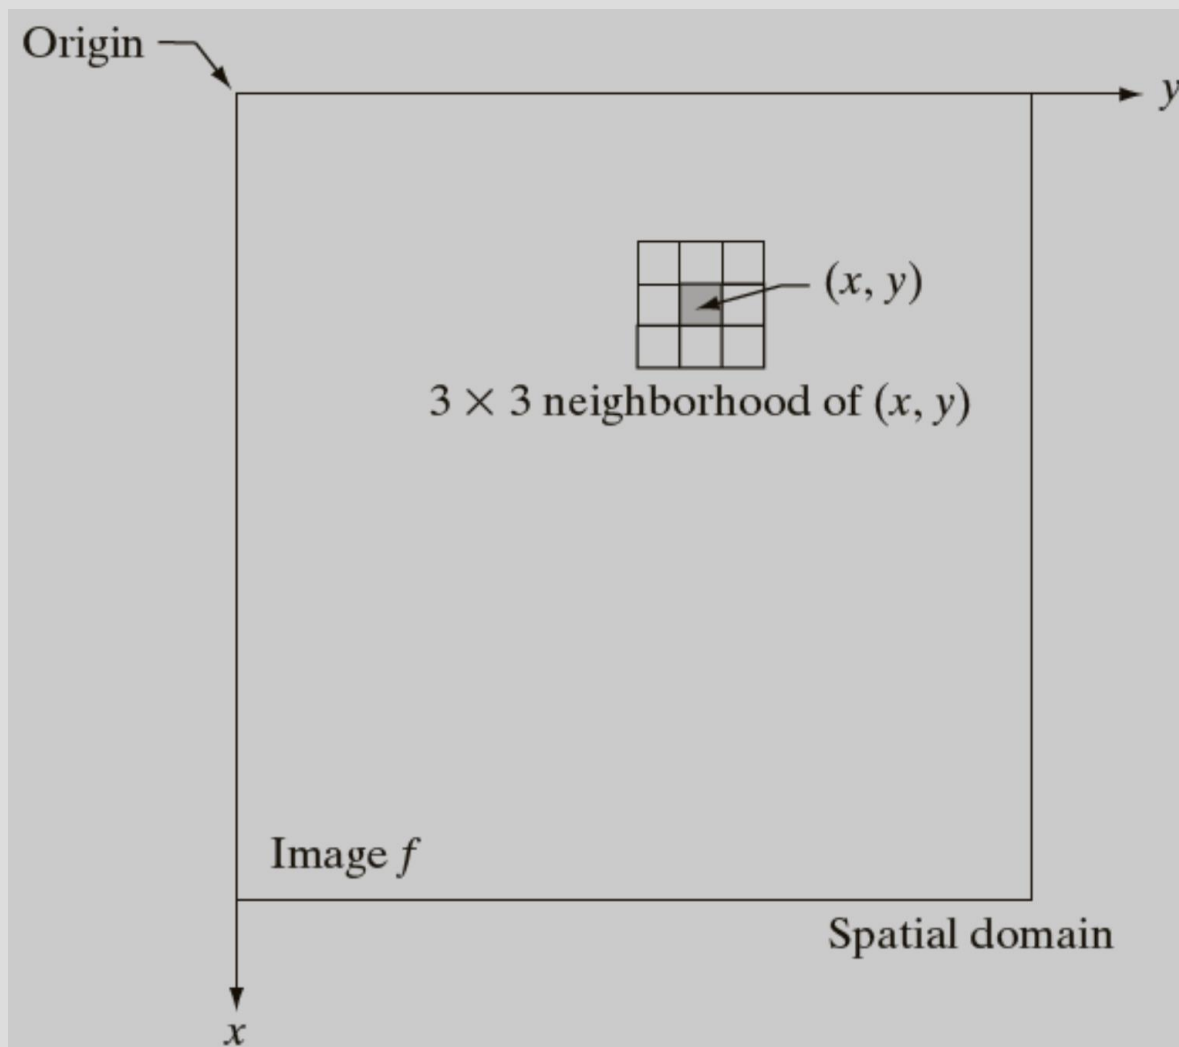 Origin
y
(x, y)
3 × 3 neighborhood of (x, y)
Image f
Spatial domain
x